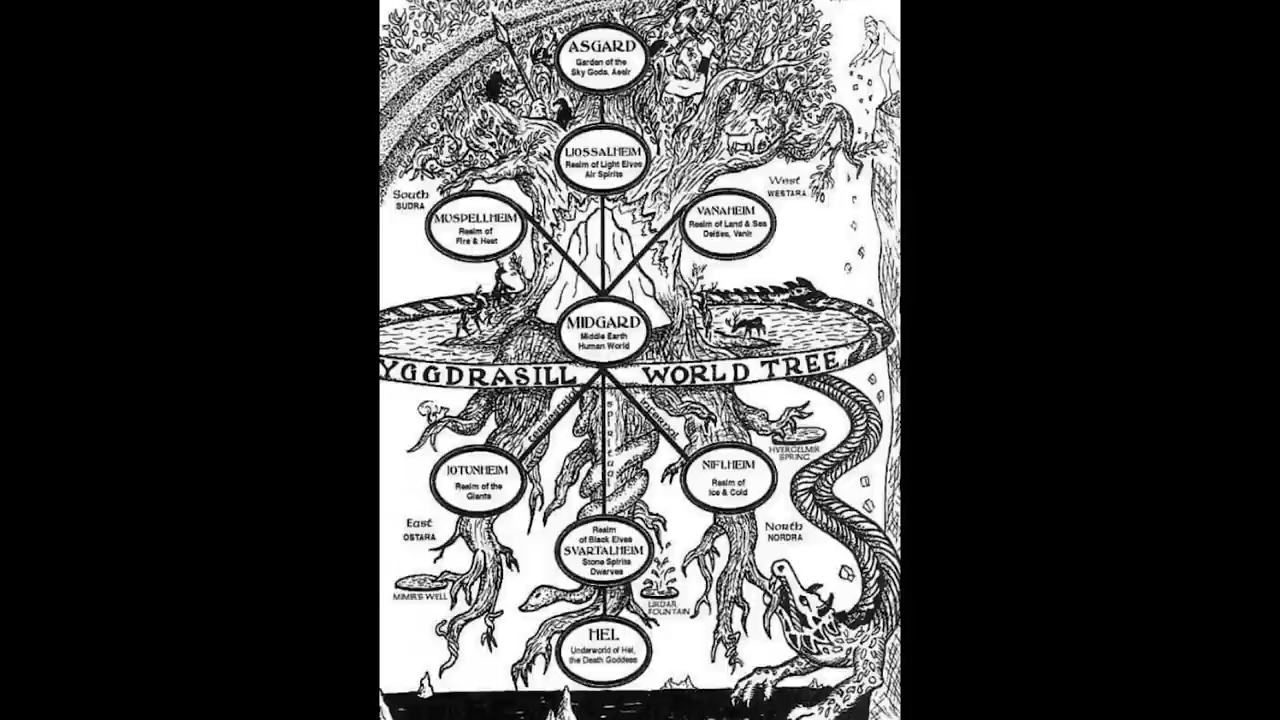 ASGARD
Garden of the
Sky Gods, Aesir
LIOSSALHEIM
Realm of Light Elves
Air Spirits
South
SUDRA
West
WESTARA
MUSPELLHEIM
Realm of
Fire & Heat
VANAHEIM
Realm of Land & Sea
Deities, Vanir
MIDGARD
Middle Earth
Human World
YGGDRASILL WORLD TREE
spiritual
HVERGELMIR
SPRING
JOTUNHEIM
Realm of the
Giants
NIFLHEIM
Realm of
Ice & Cold
East
OSTARA
North
NORDRA
Realm
of Black Elves
SVARTALHEIM
Stone Spirits
Dwarves
MIMIR'S WELL
URDAR
FOUNTAIN
HEL
Underworld of Hel,
the Death Goddess